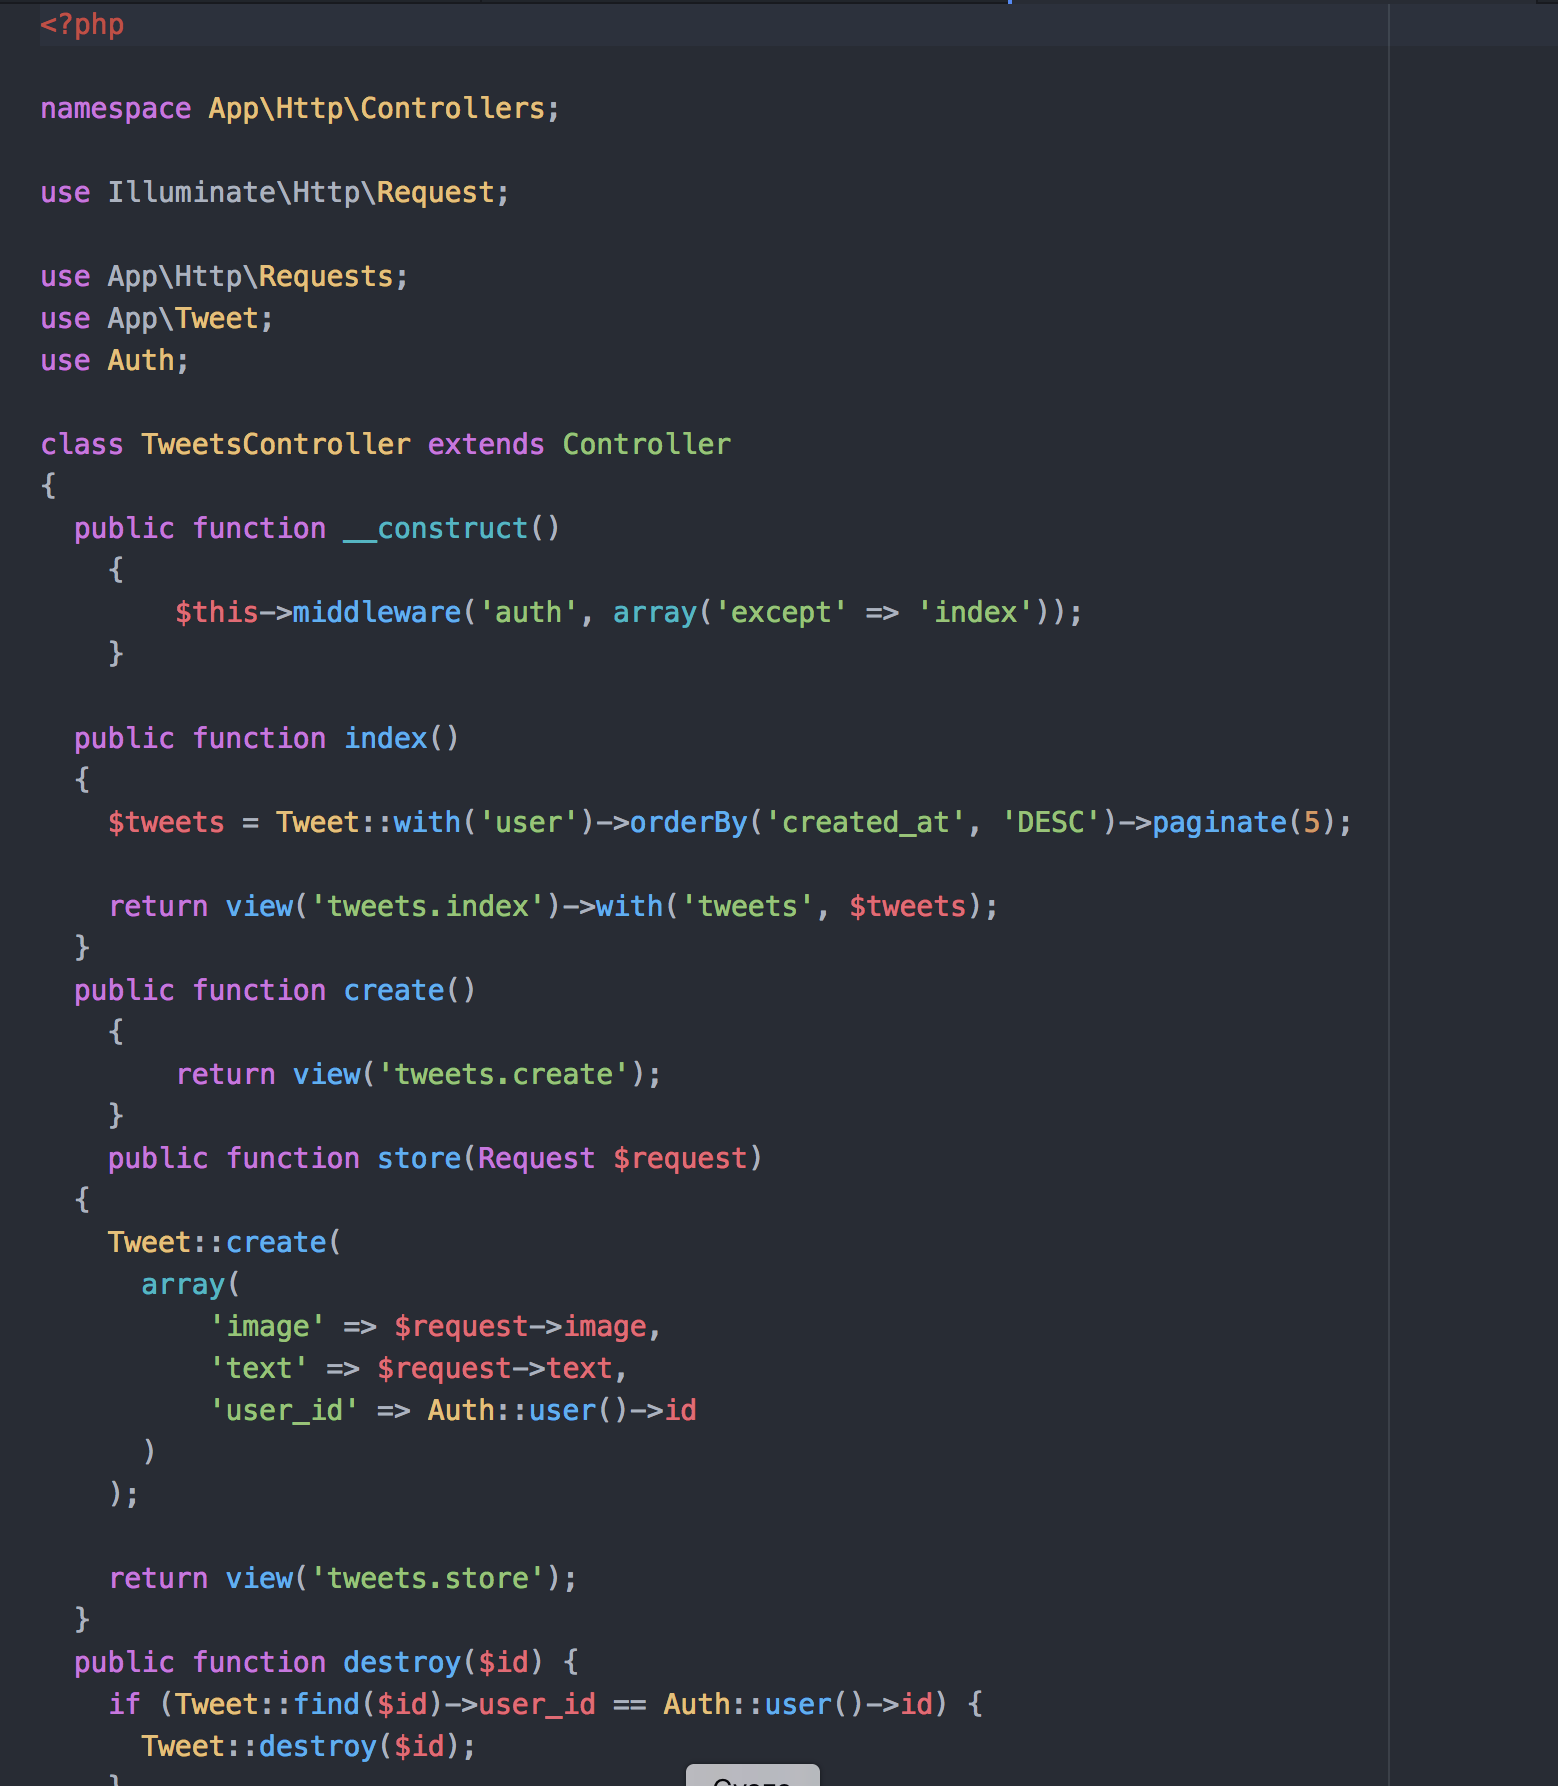 <?php
namespace App\Http\Controllers;
use Illuminate\Http\Request;
use App\Http\Requests;
use App\Tweet;
use Auth;
class TweetsController extends Controller
{
public function __construct()
{
$this->middleware('auth', array('except' => 'index'));
}
public function index()
{
$tweets = Tweet::with('user')->orderBy('created_at', 'DESC')->paginate(5);
return view('tweets.index')->with('tweets', $tweets);
}
public function create()
{
return view('tweets.create');
}
public function store(Request $request)
{
Tweet::create(
array(
'image' => $request->image,
'text' => $request->text,
'user_id' => Auth::user()->id
)
);
return view('tweets.store');
}
public function destroy($id) {
if (Tweet::find($id)->user_id == Auth::user()->id) {
Tweet::destroy($id);
}